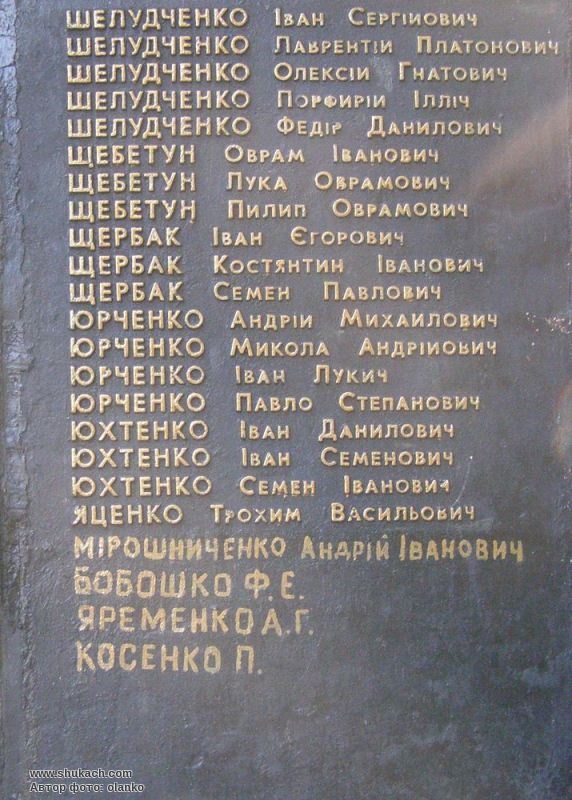 ШЕЛУДЧЕНКО ІВАН СЕРГІЙОВИЧ
ШЕЛУДЧЕНКО ЛАВРЕНТІЙ ПЛАТОНОВИЧ
ШЕЛУДЧЕНКО ОЛЕКСІЙ ГНАТОВИЧ
ШЕЛУДЧЕНКО ПОРФИРІЙ ІЛЛІЧ
ШЕЛУДЧЕНКО ФЕДІР ДАНИЛОВИЧ
ЩЕБЕТУН ОВРАМ ІВАНОВИЧ
ЩЕБЕТУН ЛУКА ОВРАМОВИЧ
ЩЕБЕТУН ПИЛИП ОВРАМОВИЧ
ЩЕРБАК ІВАН ЄГОРОВИЧ
ЩЕРБАК КОСТЯНТИН ІВАНОВИЧ
ЩЕРБАК СЕМЕН ПАВЛОВИЧ
ЮРЧЕНКО АНДРІЙ МИХАЙЛОВИЧ
ЮРЧЕНКО МИКОЛА АНДРІЙОВИЧ
ЮРЧЕНКО ІВАН ЛУКИЧ
ЮРЧЕНКО ПАВЛО СТЕПАНОВИЧ
ЮХТЕНКО ІВАН ДАНИЛОВИЧ
ЮХТЕНКО ІВАН СЕМЕНОВИЧ
ЮХТЕНКО СЕМЕН ІВАНОВИЧ
ЯЦЕНКО ТРОХИМ ВАСИЛЬОВИЧ
МІРОШНИЧЕНКО АНДРІЙ ІВАНОВИЧ
БОБОШКО Ф.Е.
ЯРЕМЕНКО А.Г.
КОСЕНКО П.
www.shukach.com
Автор фото: olanko